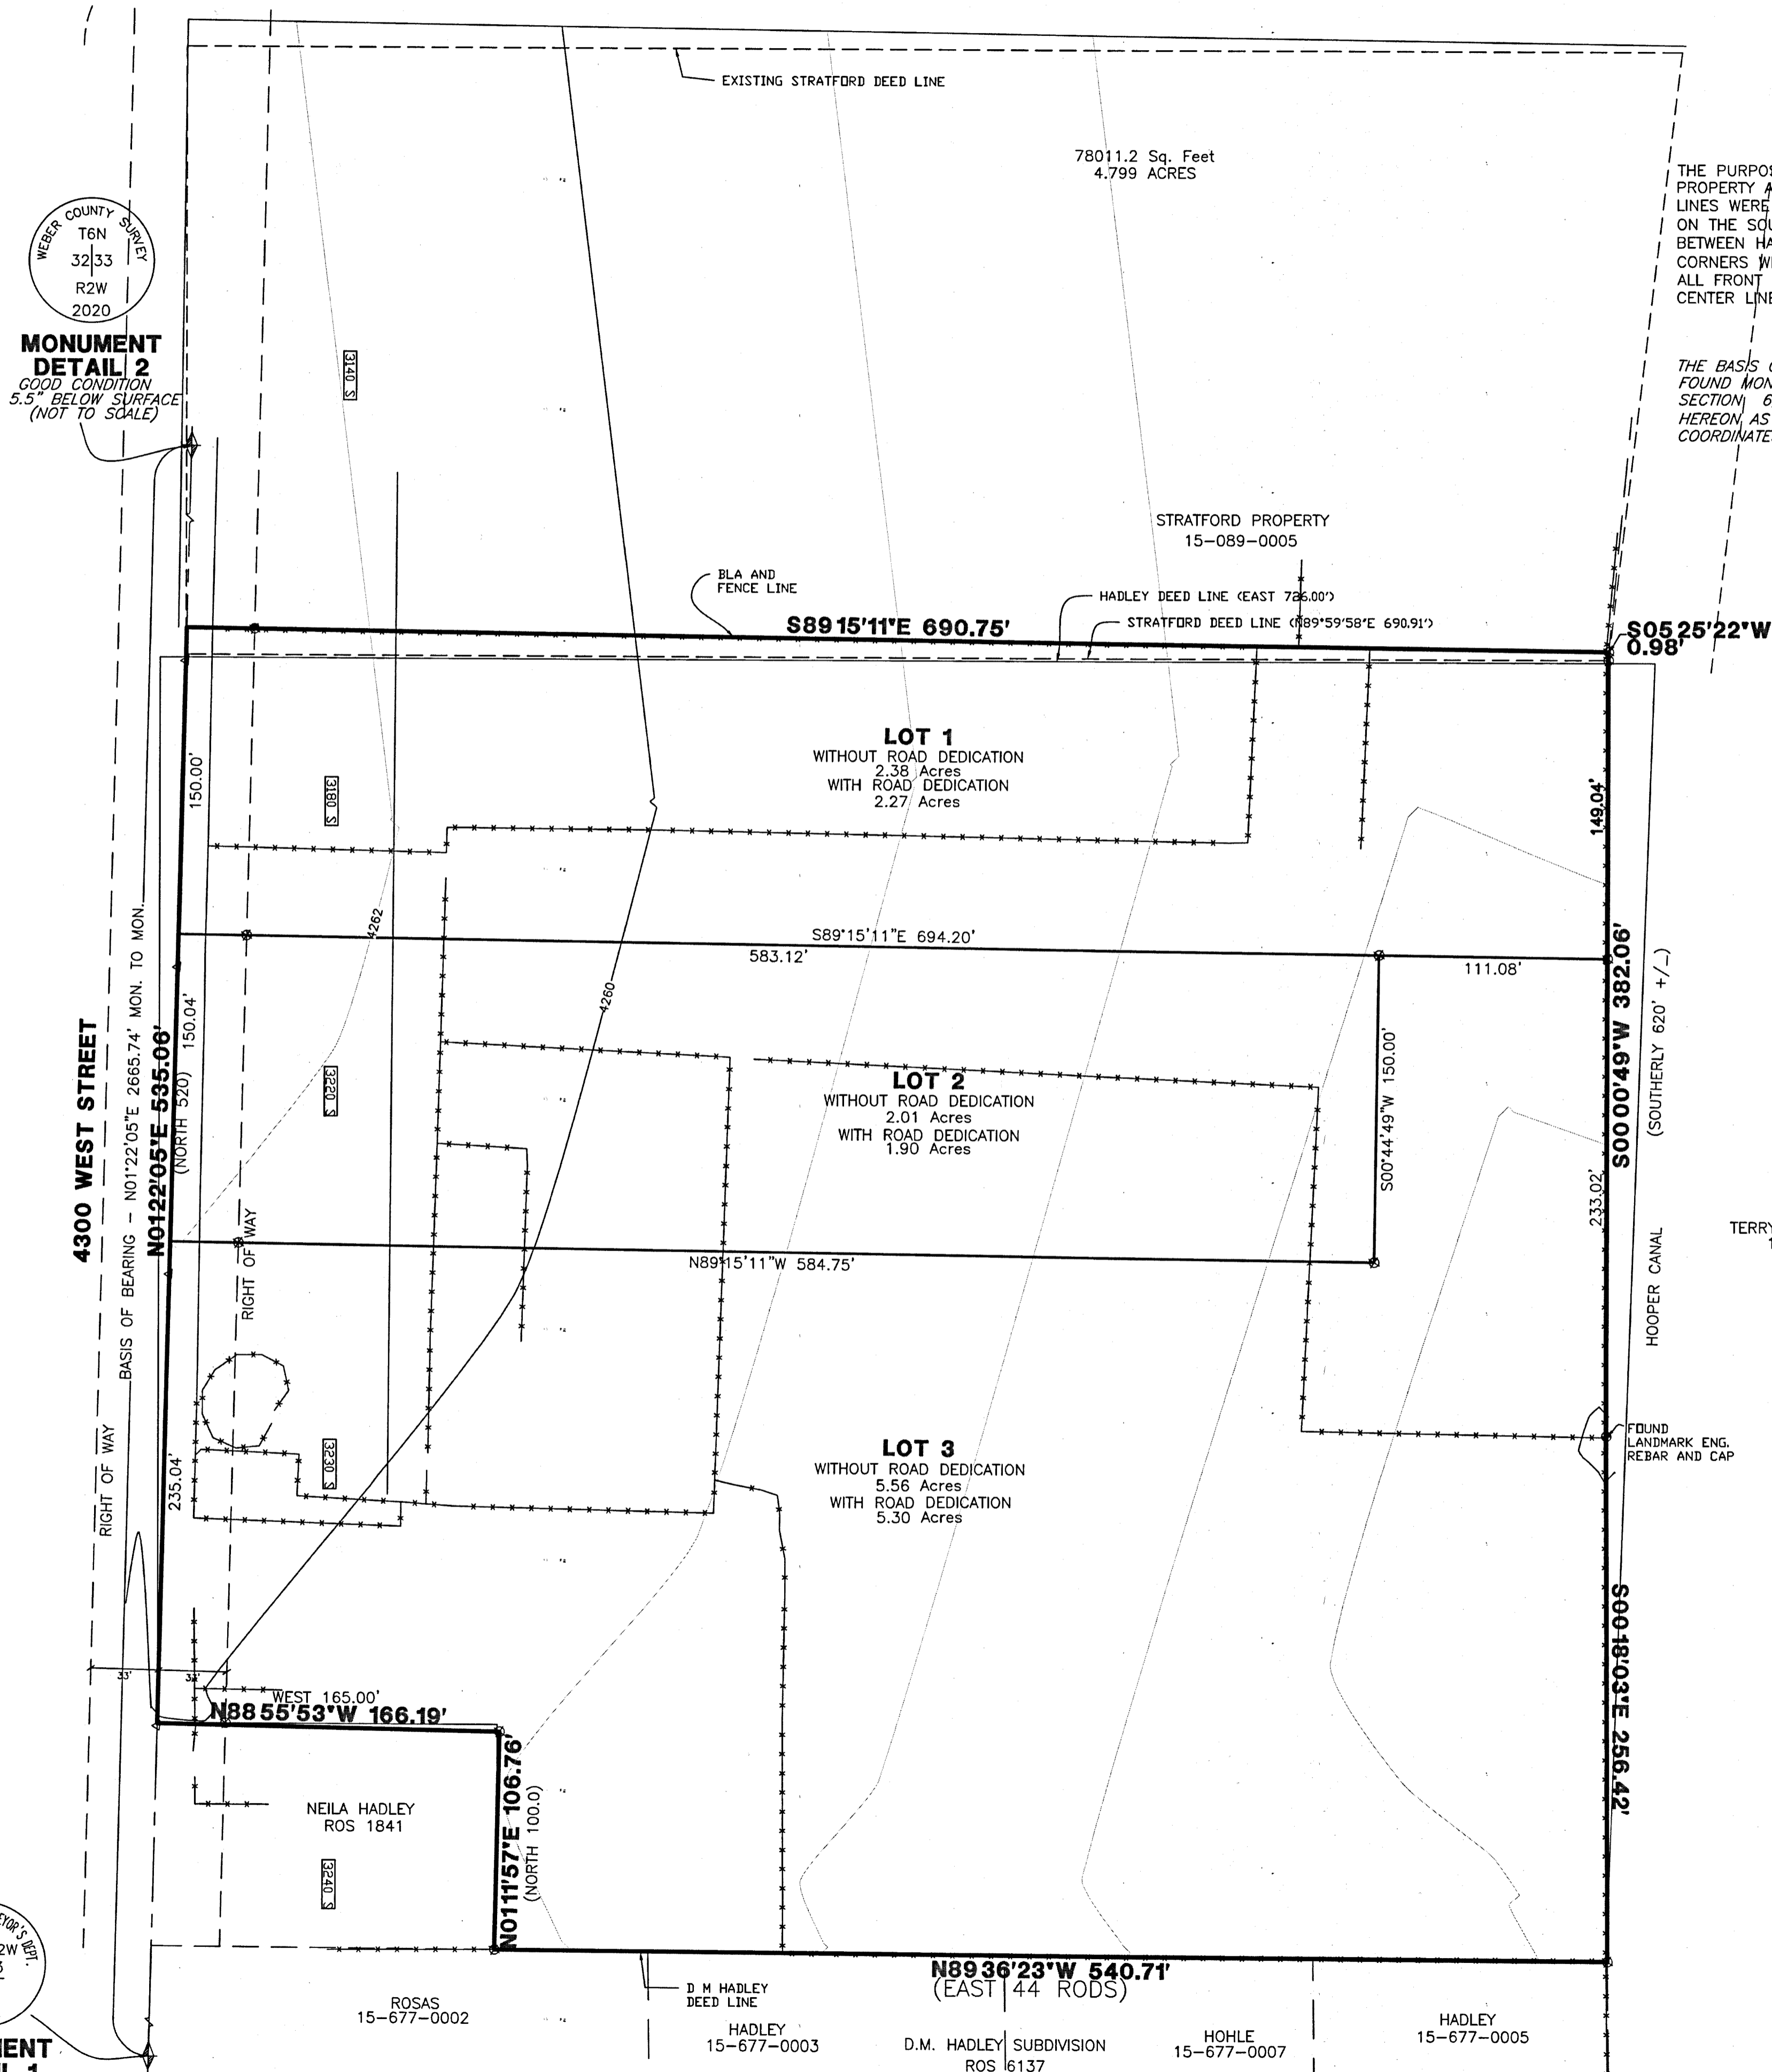 EXISTING STRATFORD DEED LINE
78011.2 Sq. Feet
4.799 ACRES
THE PURPOS
PROPERTY A
LINES WERE
ON THE SOU
BETWEEN HA
CORNERS WE
ALL FRONT
CENTER LINE
WEBER COUNTY SURVEY
T6N
32 33
R2W
2020
MONUMENT
DETAIL 2
GOOD CONDITION
5.5" BELOW SURFACE
(NOT TO SCALE)
3140 S
THE BASIS O
FOUND MON
SECTION 6,
HEREON AS
COORDINATE
STRATFORD PROPERTY
15-089-0005
BLA AND
FENCE LINE
HADLEY DEED LINE (EAST 726.00')
STRATFORD DEED LINE (N89°59'58"E 690.91')
S89 15'11"E 690.75'
S05 25'22"W
0.98'
LOT 1
WITHOUT ROAD DEDICATION
2.38 Acres
WITH ROAD DEDICATION
2.27 Acres
150.00'
3180 S
149.04'
4262
S89°15'11"E 694.20'
583.12'
111.08'
4260
4300 WEST STREET
BASIS OF BEARING - N01°22'05"E 2665.74' MON. TO MON.
N01 22'05"E 535.06'
(NORTH 520)
150.04'
3220 S
LOT 2
WITHOUT ROAD DEDICATION
2.01 Acres
WITH ROAD DEDICATION
1.90 Acres
S00°44'49"W 150.00'
S00 00'49"W 382.06'
(SOUTHERLY 620' +/-)
233.02'
HOOPER CANAL
TERRY
RIGHT OF WAY
N89°15'11"W 584.75'
RIGHT OF WAY
235.04'
3230 S
LOT 3
WITHOUT ROAD DEDICATION
5.56 Acres
WITH ROAD DEDICATION
5.30 Acres
FOUND
LANDMARK ENG.
REBAR AND CAP
S00 18'03"E 256.42'
33'
33'
WEST 165.00'
N88 55'53"W 166.19'
N01 11'57"E 106.76'
(NORTH 100.0)
NEILA HADLEY
ROS 1841
3240 S
N89 36'23"W 540.71'
(EAST 44 RODS)
D M HADLEY
DEED LINE
ROSAS
15-677-0002
HADLEY
15-677-0003
D.M. HADLEY SUBDIVISION
ROS 6137
HOHLE
15-677-0007
HADLEY
15-677-0005
EYOR'S DEPT.
2W
MENT